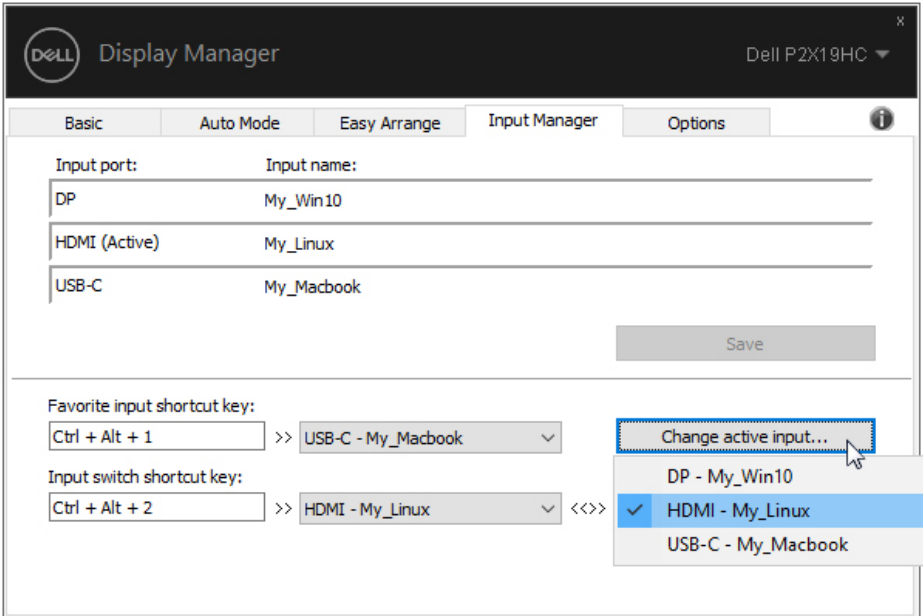 x
DELL Display Manager Dell P2X19HC
Basic Auto Mode Easy Arrange Input Manager Options i
Input port: Input name:
DP My_Win10
HDMI (Active) My_Linux
USB-C My_Macbook
Save
Favorite input shortcut key:
Ctrl + Alt + 1 >> USB-C - My_Macbook Change active input...
Input switch shortcut key:
DP - My_Win10
Ctrl + Alt + 2 >> HDMI - My_Linux <<>> HDMI - My_Linux
USB-C - My_Macbook